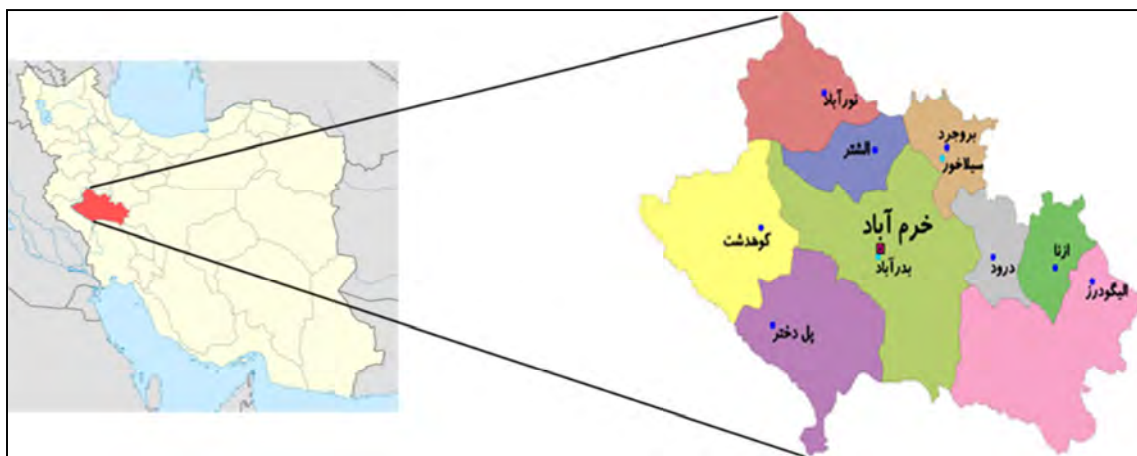 نورآباد
بروجرد
الشتر
سیلاخور
خرم آباد
کوهدشت
ازنا
بدرآباد
درود
الیگودرز
پل دختر